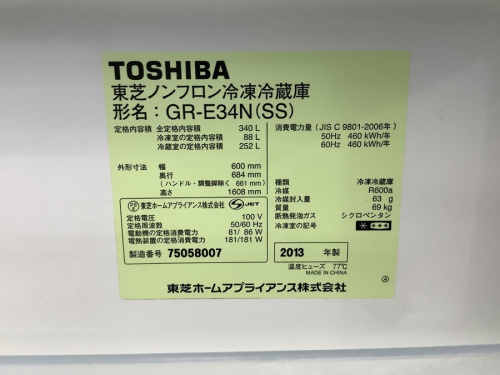 TOSHIBA
東芝ノンフロン冷凍冷蔵庫
形名：GR-E34N(SS)
定格内容積 全定格内容積 340 L
冷凍室の定格内容積 88 L
冷蔵室の定格内容積 252 L
消費電力量（JIS C 9801-2006年）
50Hz 460 kWh/年
60Hz 460 kWh/年
外形寸法 幅 600 mm
奥行 684 mm
（ハンドル・調整脚除く 661 mm）
高さ 1608 mm
種類 冷凍冷蔵庫
冷媒 R600a
冷媒封入量 63 g
質量 69 kg
断熱発泡ガス シクロペンタン
冷凍室の記号
東芝ホームアプライアンス株式会社 JET
定格電圧 100 V
定格周波数 50/60 Hz
電動機の定格消費電力 81/ 86 W
電熱装置の定格消費電力 181/181 W
製造番号 75058007
2013 年製
温度ヒューズ 77℃
MADE IN CHINA
東芝ホームアプライアンス株式会社
Ⓐ